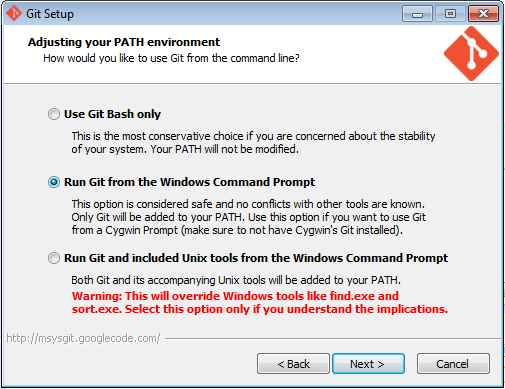 Git Setup
Adjusting your PATH environment
How would you like to use Git from the command line?
Use Git Bash only
This is the most conservative choice if you are concerned about the stability
of your system. Your PATH will not be modified.
Run Git from the Windows Command Prompt
This option is considered safe and no conflicts with other tools are known.
Only Git will be added to your PATH. Use this option if you want to use Git
from a Cygwin Prompt (make sure to not have Cygwin's Git installed).
Run Git and included Unix tools from the Windows Command Prompt
Both Git and its accompanying Unix tools will be added to your PATH.
Warning: This will override Windows tools like find.exe and
sort.exe. Select this option only if you understand the implications.
http://msysgit.googlecode.com/
< Back Next > Cancel